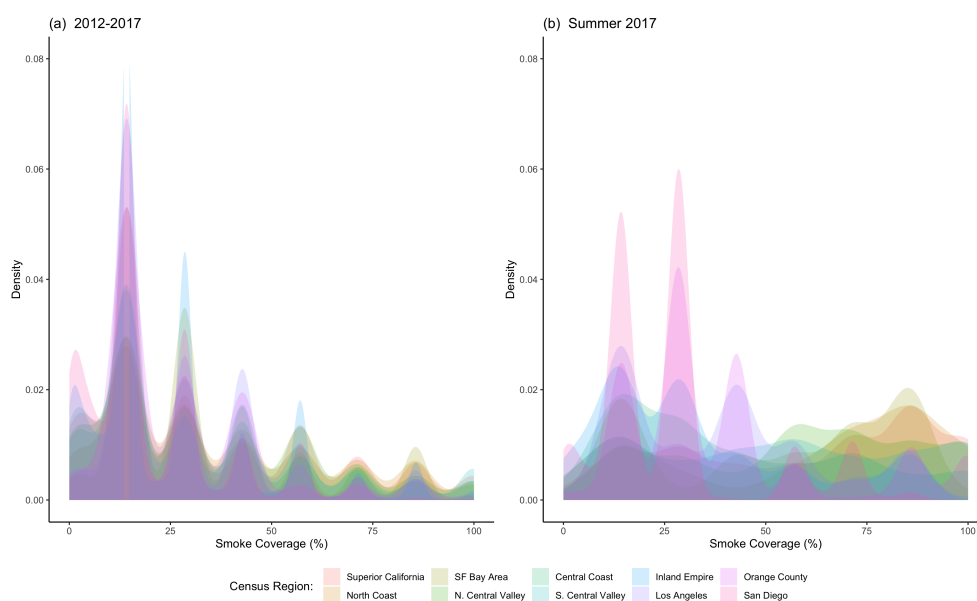 (a) 2012-2017
(b) Summer 2017
0.08
0.06
0.04
0.02
0.00
Density
0 25 50 75 100
Smoke Coverage (%)
0.08
0.06
0.04
0.02
0.00
Density
0 25 50 75 100
Smoke Coverage (%)
Census Region:
Superior California SF Bay Area Central Coast Inland Empire Orange County
North Coast N. Central Valley S. Central Valley Los Angeles San Diego